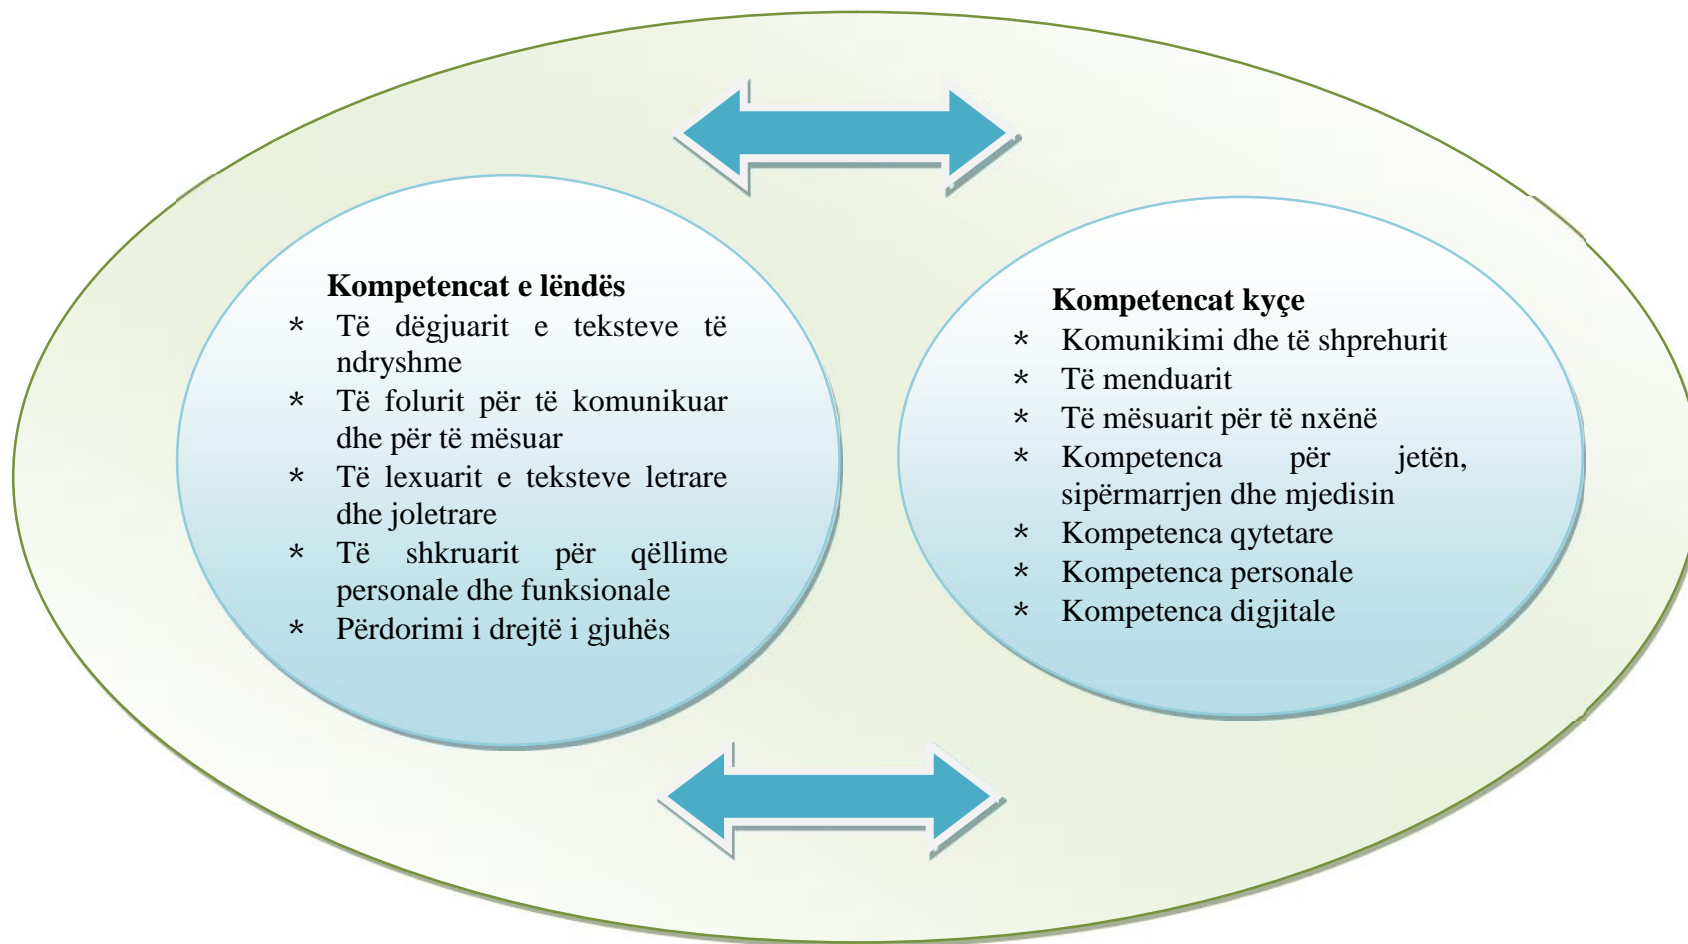 Kompetencat e lëndës
* Të dëgjuarit e teksteve të
ndryshme
* Të folurit për të komunikuar
dhe për të mësuar
* Të lexuarit e teksteve letrare
dhe joletrare
* Të shkruarit për qëllime
personale dhe funksionale
* Përdorimi i drejtë i gjuhës
Kompetencat kyçe
* Komunikimi dhe të shprehurit
* Të menduarit
* Të mësuarit për të nxënë
* Kompetenca për jetën,
sipërmarrjen dhe mjedisin
* Kompetenca qytetare
* Kompetenca personale
* Kompetenca digjitale